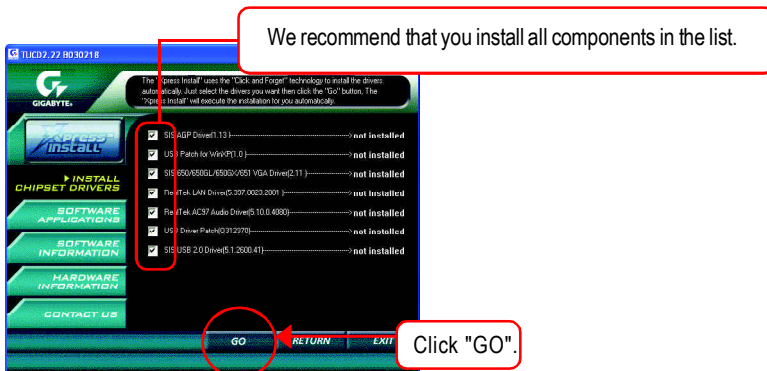 We recommend that you install all components in the list.
TUCD2.22 B030218
GIGABYTE
The "Xpress Install" uses the "Click and Forget" technology to install the drivers
automatically. Just select the drivers you want then click the "Go" button, The
"Xpress Install" will execute the installation for you automatically.
Xpress
INSTALL
INSTALL
CHIPSET DRIVERS
SOFTWARE
APPLICATIONS
SOFTWARE
INFORMATION
HARDWARE
INFORMATION
CONTACT US
SIS AGP Driver(1.13 )--->not installed
USB Patch for WinXP(1.0 )--->not installed
SIS 650/650GL/650GX/651 VGA Driver(2.11 )--->not installed
RealTek LAN Driver(5.397.0823.2001 )--->not installed
RealTek AC97 Audio Driver(5.10.0.4080)--->not installed
USB Driver Patch(Q312370)--->not installed
SIS USB 2.0 Driver(5.1.2600.41)--->not installed
GO
RETURN
EXIT
Click "GO".